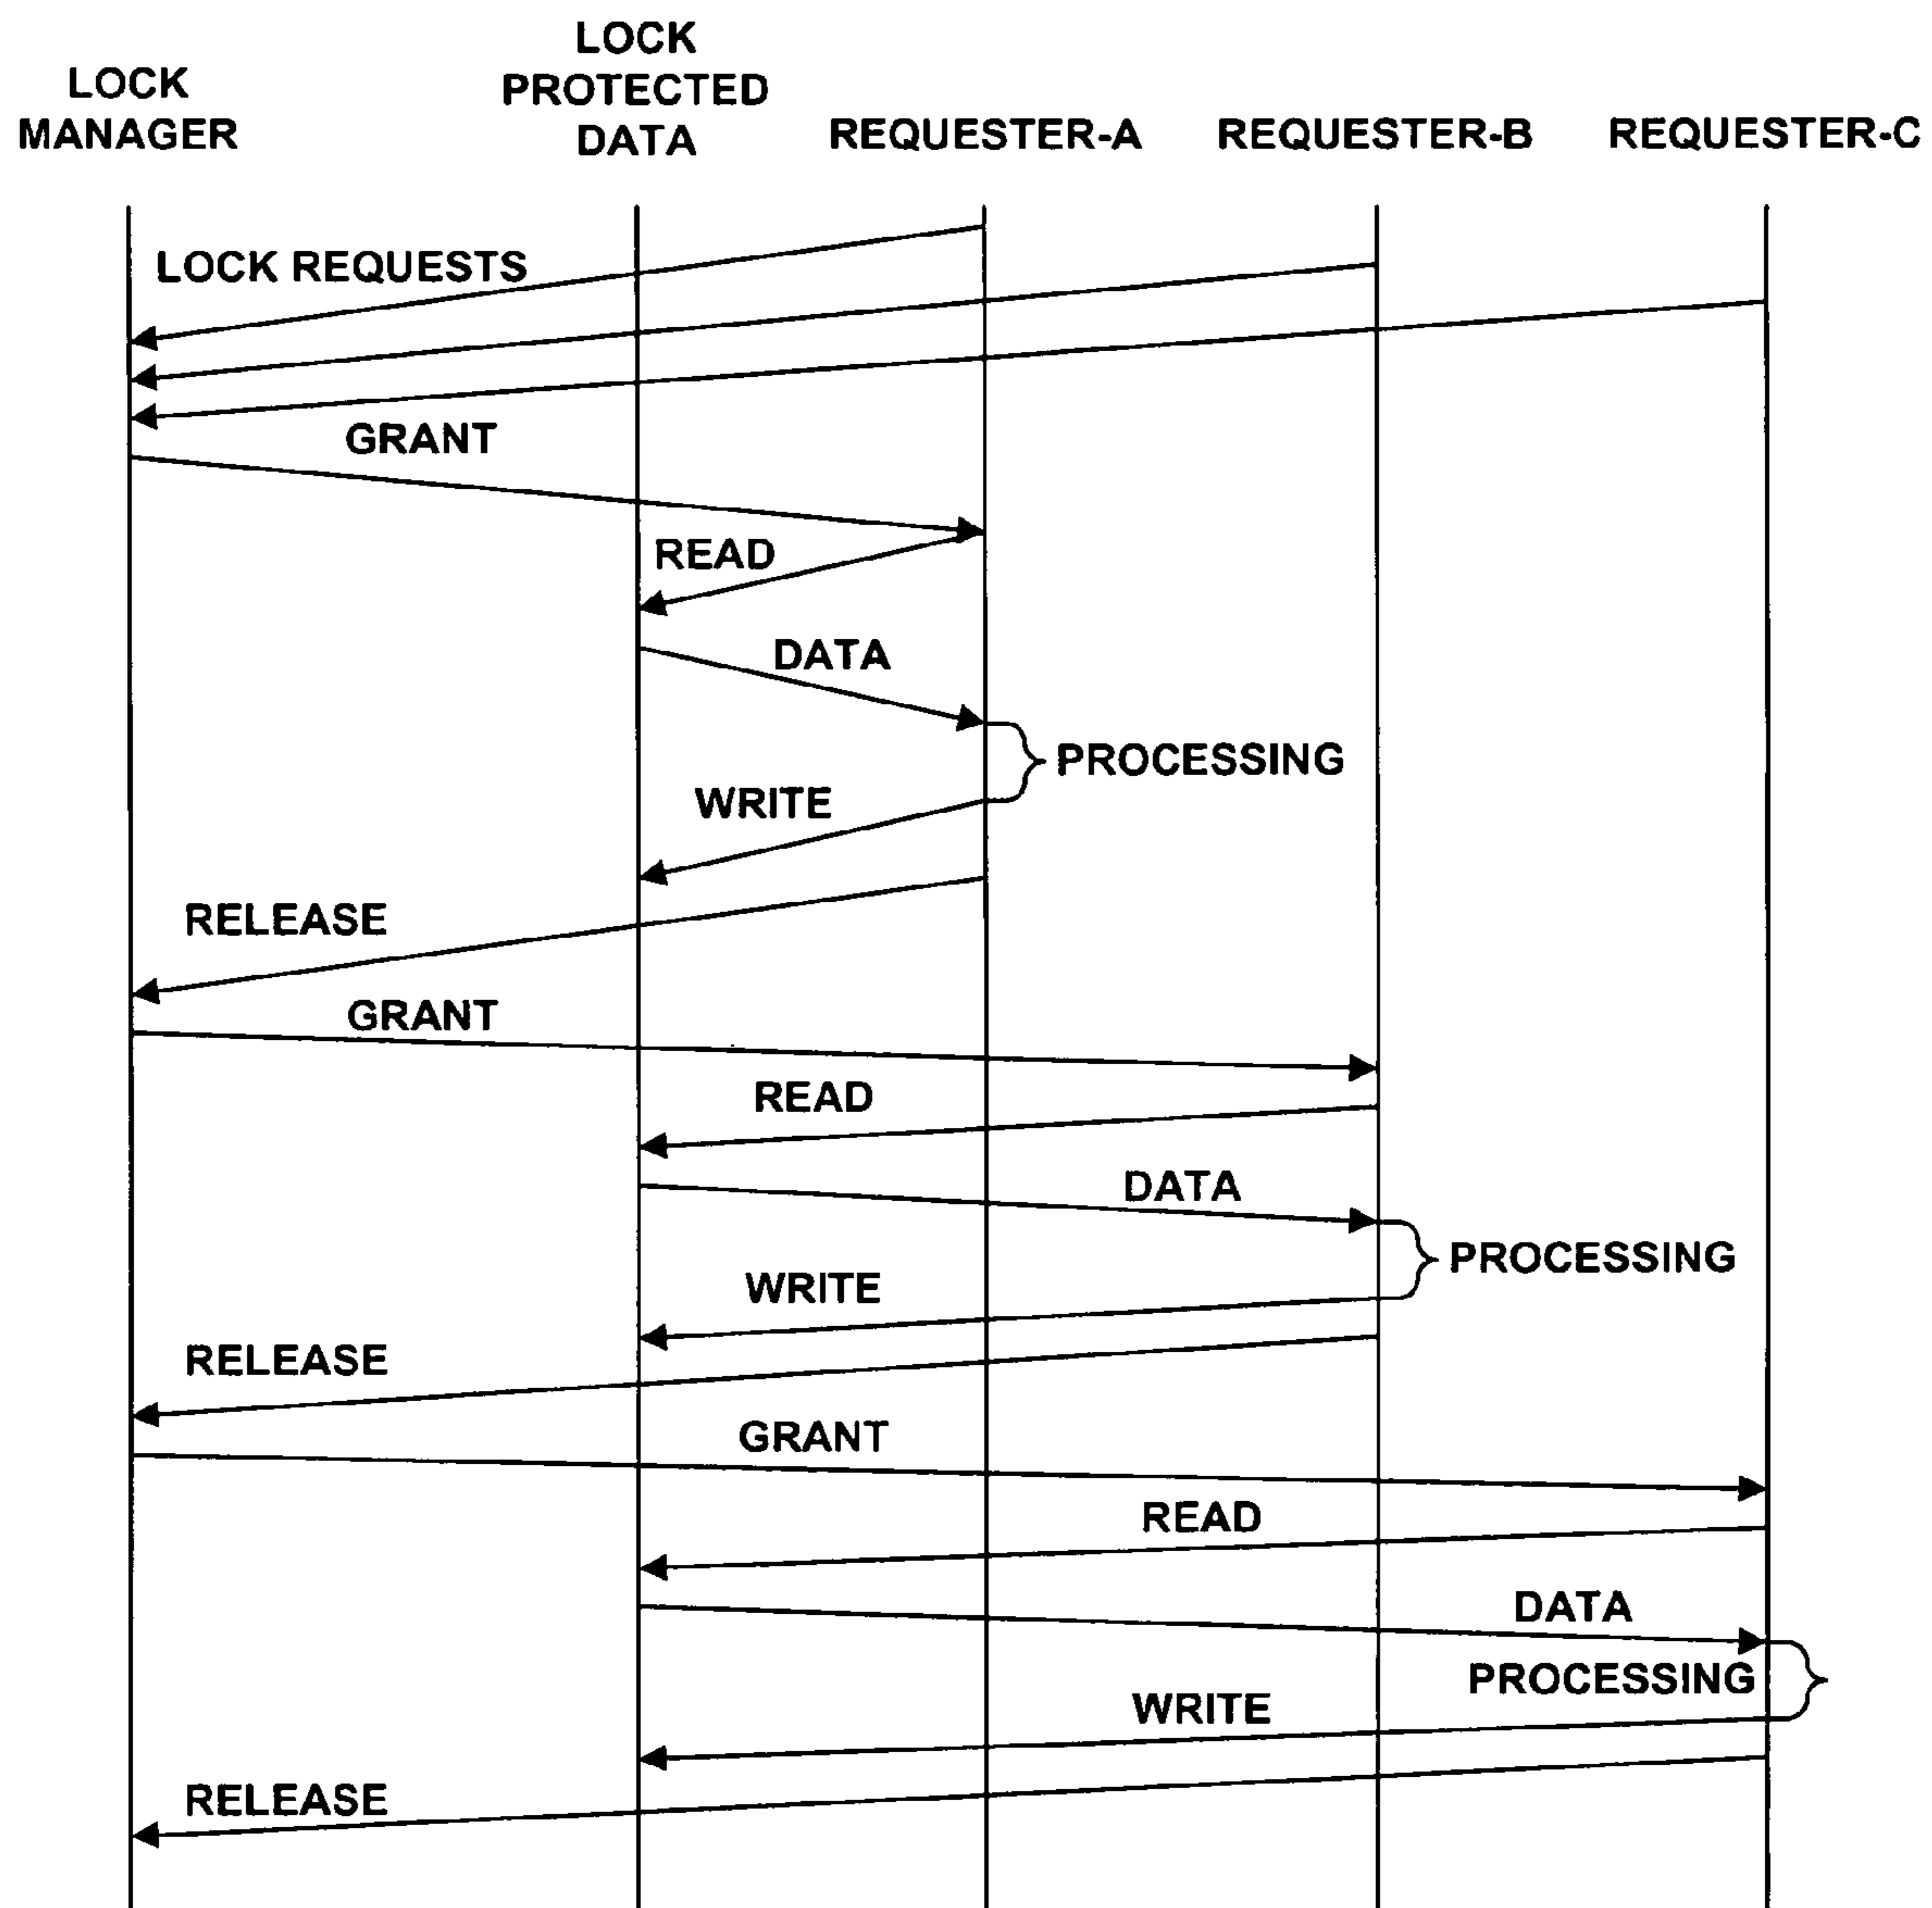 LOCK
MANAGER
LOCK
PROTECTED
DATA
REQUESTER-A
REQUESTER-B
REQUESTER-C
LOCK REQUESTS
GRANT
READ
DATA
PROCESSING
WRITE
RELEASE
GRANT
READ
DATA
PROCESSING
WRITE
RELEASE
GRANT
READ
DATA
PROCESSING
WRITE
RELEASE